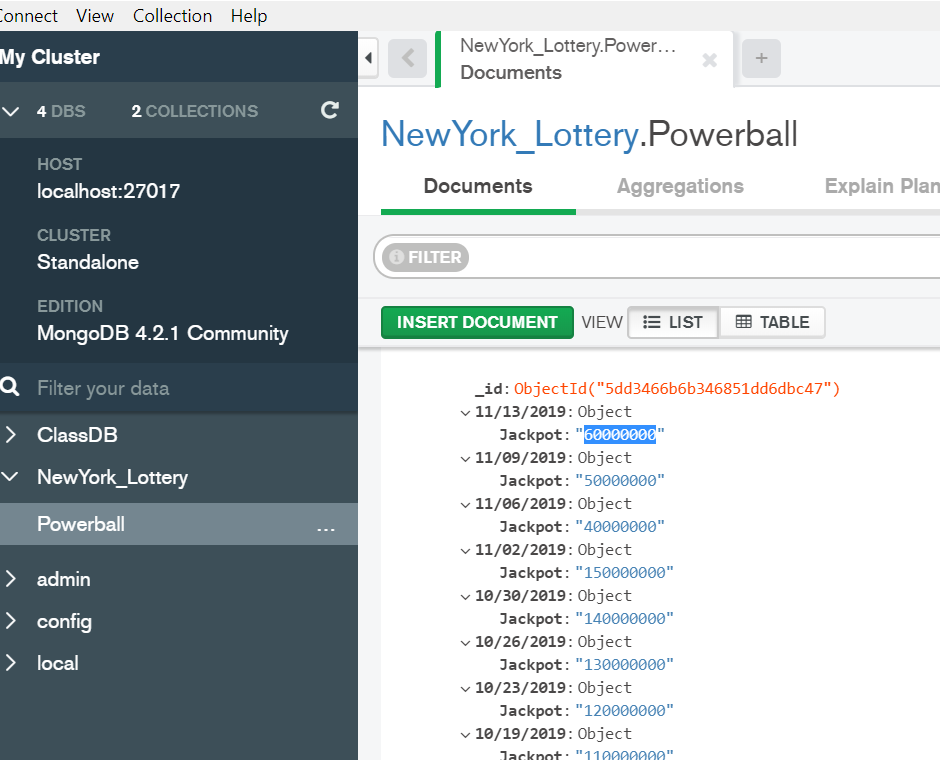 Connect View Collection Help
My Cluster
4 DBS 2 COLLECTIONS
HOST
localhost:27017
CLUSTER
Standalone
EDITION
MongoDB 4.2.1 Community
Filter your data
ClassDB
NewYork_Lottery
Powerball ...
admin
config
local
NewYork_Lottery.Power...
Documents
NewYork_Lottery.Powerball
Documents Aggregations Explain Plan
FILTER
INSERT DOCUMENT VIEW LIST TABLE
_id: ObjectId("5dd3466b6b346851dd6dbc47")
11/13/2019: Object
Jackpot: "60000000"
11/09/2019: Object
Jackpot: "50000000"
11/06/2019: Object
Jackpot: "40000000"
11/02/2019: Object
Jackpot: "150000000"
10/30/2019: Object
Jackpot: "140000000"
10/26/2019: Object
Jackpot: "130000000"
10/23/2019: Object
Jackpot: "120000000"
10/19/2019: Object
Jackpot: "110000000"